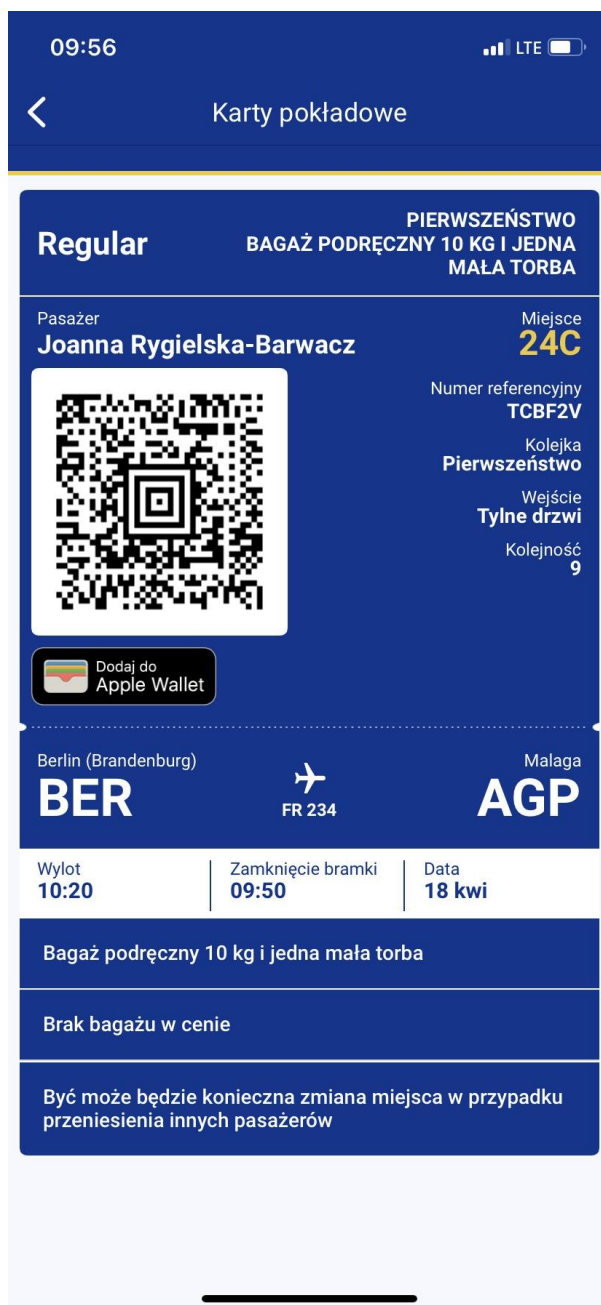 09:56
LTE
Karty pokładowe
Regular
PIERWSZEŃSTWO
BAGAŻ PODRĘCZNY 10 KG I JEDNA
MAŁA TORBA
Pasażer
Joanna Rygielska-Barwacz
Miejsce
24C
Numer referencyjny
TCBF2V
Kolejka
Pierwszeństwo
Wejście
Tylne drzwi
Kolejność
9
Dodaj do
Apple Wallet
Berlin (Brandenburg)
BER
FR 234
Malaga
AGP
Wylot
10:20
Zamknięcie bramki
09:50
Data
18 kwi
Bagaż podręczny 10 kg i jedna mała torba
Brak bagażu w cenie
Być może będzie konieczna zmiana miejsca w przypadku
przeniesienia innych pasażerów